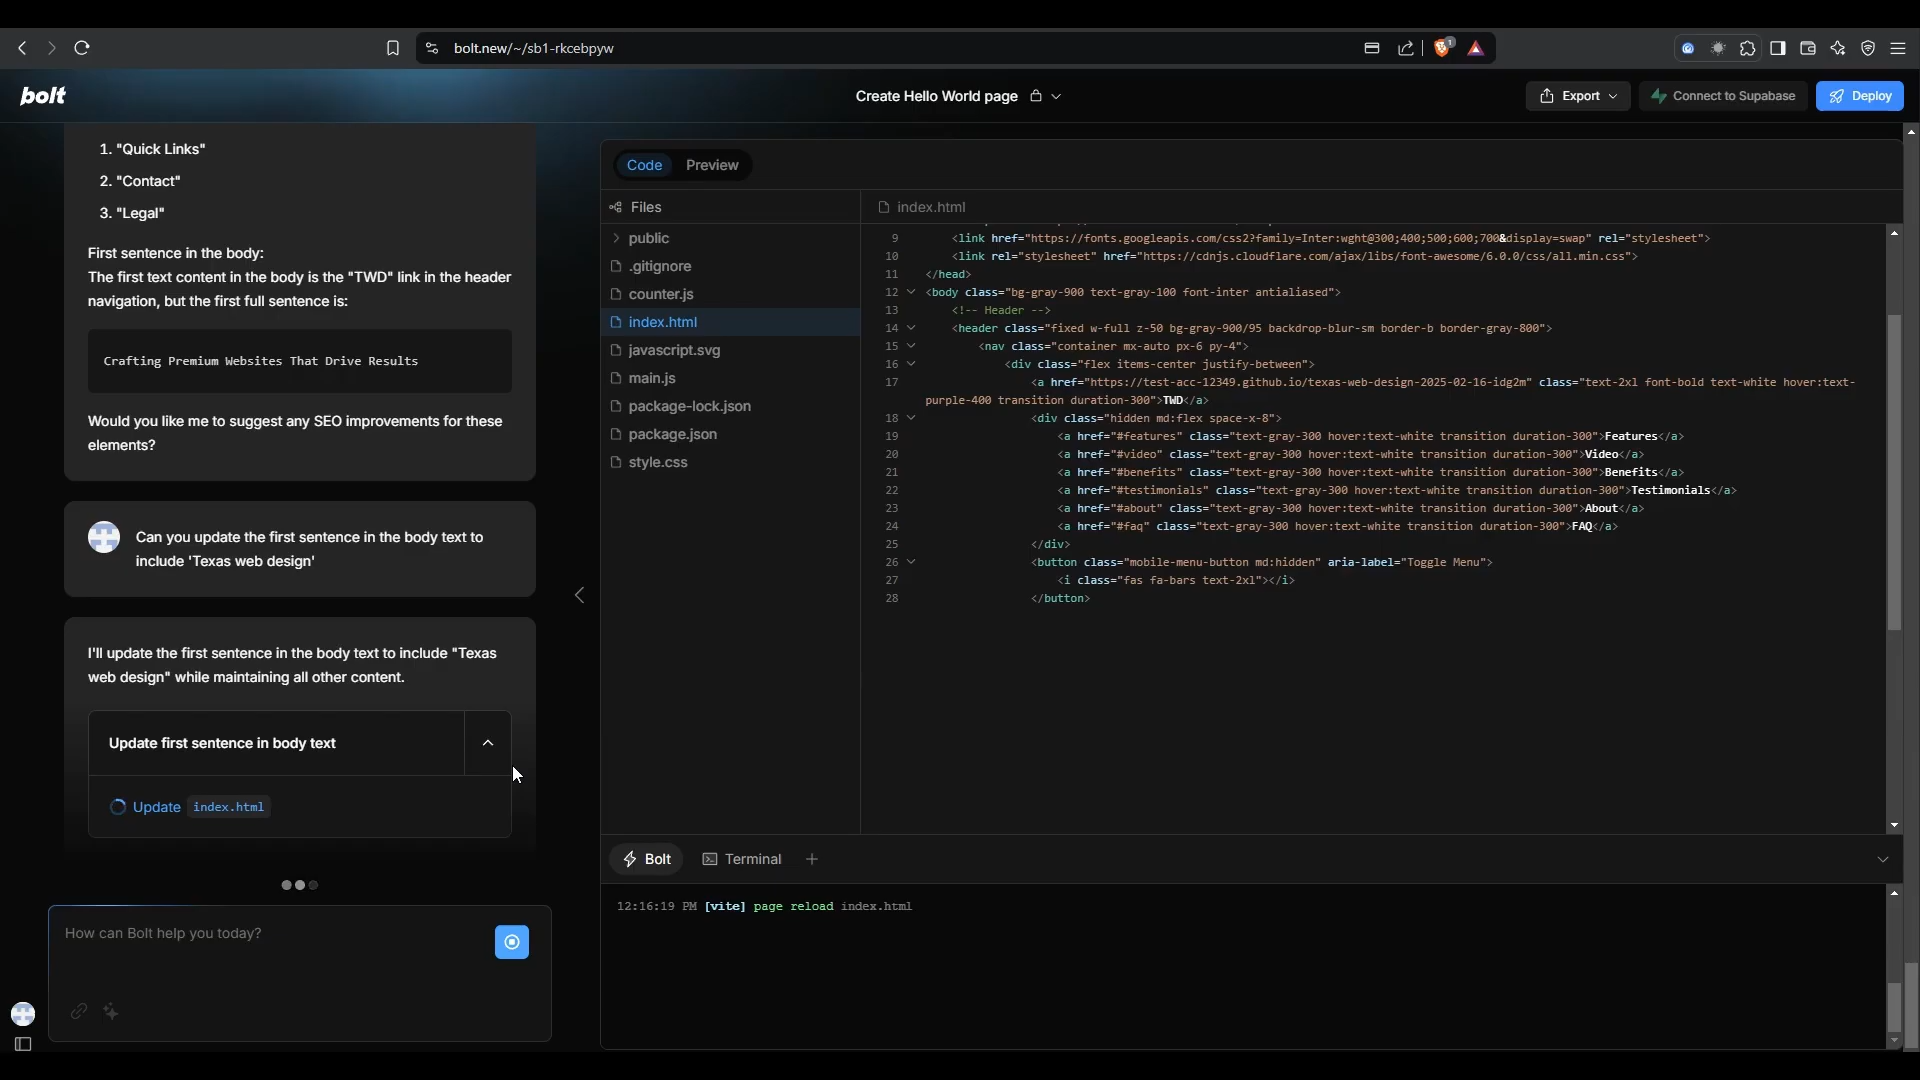 bolt.new/~/sb1-rkcebpyw
1
bolt
Create Hello World page
Export
Connect to Supabase
Deploy
1. "Quick Links"
2. "Contact"
3. "Legal"
First sentence in the body:
The first text content in the body is the "TWD" link in the header
navigation, but the first full sentence is:
Crafting Premium Websites That Drive Results
Would you like me to suggest any SEO improvements for these
elements?
Can you update the first sentence in the body text to
include 'Texas web design'
I'll update the first sentence in the body text to include "Texas
web design" while maintaining all other content.
Update first sentence in body text
Update index.html
How can Bolt help you today?
Code
Preview
Files
public
.gitignore
counter.js
index.html
javascript.svg
main.js
package-lock.json
package.json
style.css
index.html
9 <link href="https://fonts.googleapis.com/css2?family=Inter:wght@300;400;500;600;700&display=swap" rel="stylesheet">
10 <link rel="stylesheet" href="https://cdnjs.cloudflare.com/ajax/libs/font-awesome/6.0.0/css/all.min.css">
11 </head>
12 <body class="bg-gray-900 text-gray-100 font-inter antialiased">
13 <!-- Header -->
14 <header class="fixed w-full z-50 bg-gray-900/95 backdrop-blur-sm border-b border-gray-800">
15 <nav class="container mx-auto px-6 py-4">
16 <div class="flex items-center justify-between">
17 <a href="https://test-acc-12349.github.io/texas-web-design-2025-02-16-idg2m" class="text-2xl font-bold text-white hover:text-
purple-400 transition duration-300">TWD</a>
18 <div class="hidden md:flex space-x-8">
19 <a href="#features" class="text-gray-300 hover:text-white transition duration-300">Features</a>
20 <a href="#video" class="text-gray-300 hover:text-white transition duration-300">Video</a>
21 <a href="#benefits" class="text-gray-300 hover:text-white transition duration-300">Benefits</a>
22 <a href="#testimonials" class="text-gray-300 hover:text-white transition duration-300">Testimonials</a>
23 <a href="#about" class="text-gray-300 hover:text-white transition duration-300">About</a>
24 <a href="#faq" class="text-gray-300 hover:text-white transition duration-300">FAQ</a>
25 </div>
26 <button class="mobile-menu-button md:hidden" aria-label="Toggle Menu">
27 <i class="fas fa-bars text-2xl"></i>
28 </button>
Bolt
Terminal
12:16:19 PM [vite] page reload index.html